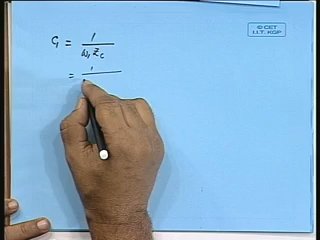 © CET
I.I.T. KGP
C₁ = 1 / ω₁ Z_c
= 1 /